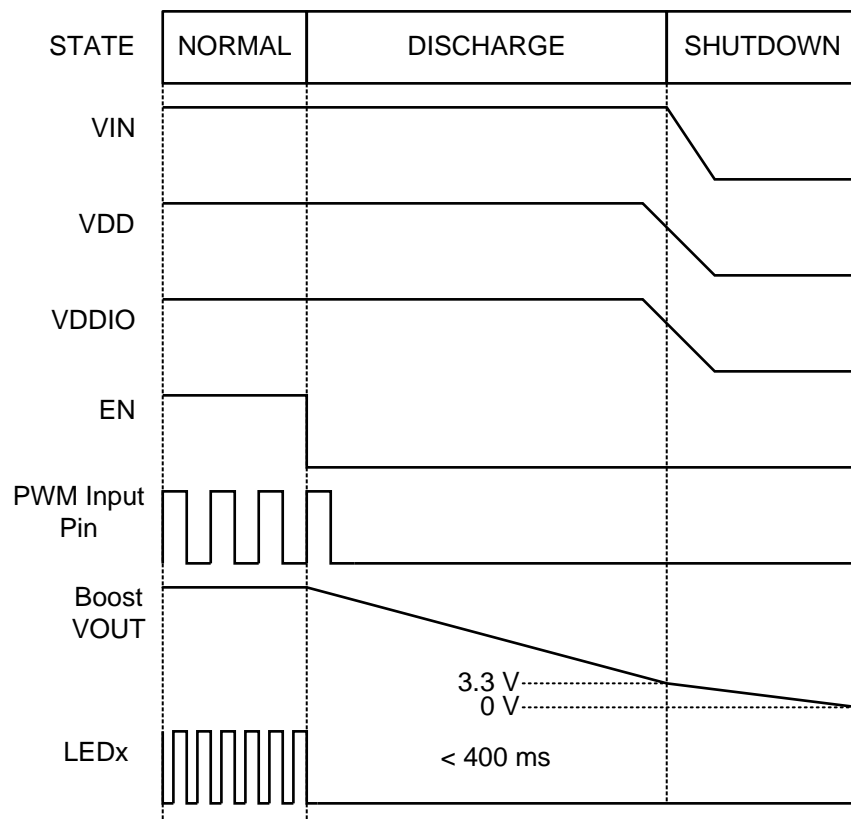 STATE NORMAL DISCHARGE SHUTDOWN
VIN
VDD
VDDIO
EN
PWM Input
Pin
Boost
VOUT
3.3 V
0 V
LEDx
< 400 ms